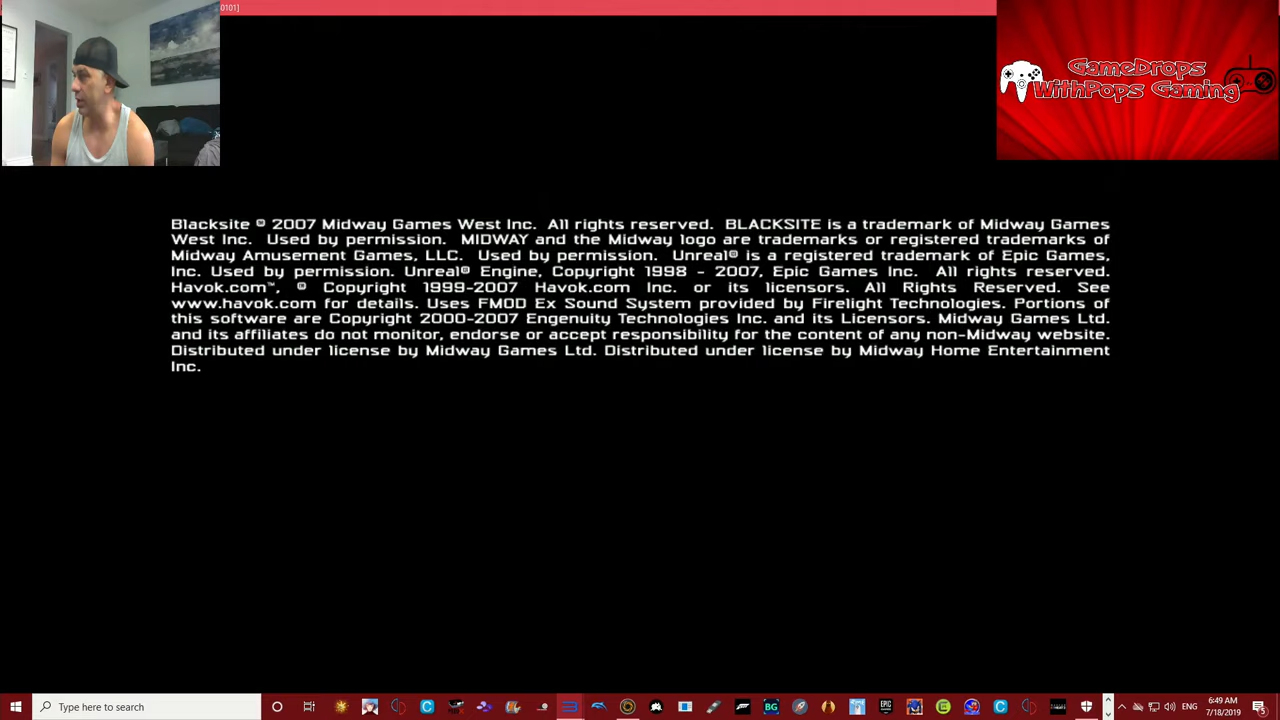 0101]
GameDrops
WithPops Gaming
Blacksite © 2007 Midway Games West Inc. All rights reserved. BLACKSITE is a trademark of Midway Games
West Inc. Used by permission. MIDWAY and the Midway logo are trademarks or registered trademarks of
Midway Amusement Games, LLC. Used by permission. Unreal® is a registered trademark of Epic Games,
Inc. Used by permission. Unreal® Engine, Copyright 1998 - 2007, Epic Games Inc. All rights reserved.
Havok.com™, © Copyright 1999-2007 Havok.com Inc. or its licensors. All Rights Reserved. See
www.havok.com for details. Uses FMOD Ex Sound System provided by Firelight Technologies. Portions of
this software are Copyright 2000-2007 Engenuity Technologies Inc. and its Licensors. Midway Games Ltd.
and its affiliates do not monitor, endorse or accept responsibility for the content of any non-Midway website.
Distributed under license by Midway Games Ltd. Distributed under license by Midway Home Entertainment
Inc.
Type here to search
BG
EPIC
ENG
6:49 AM
7/18/2019
5